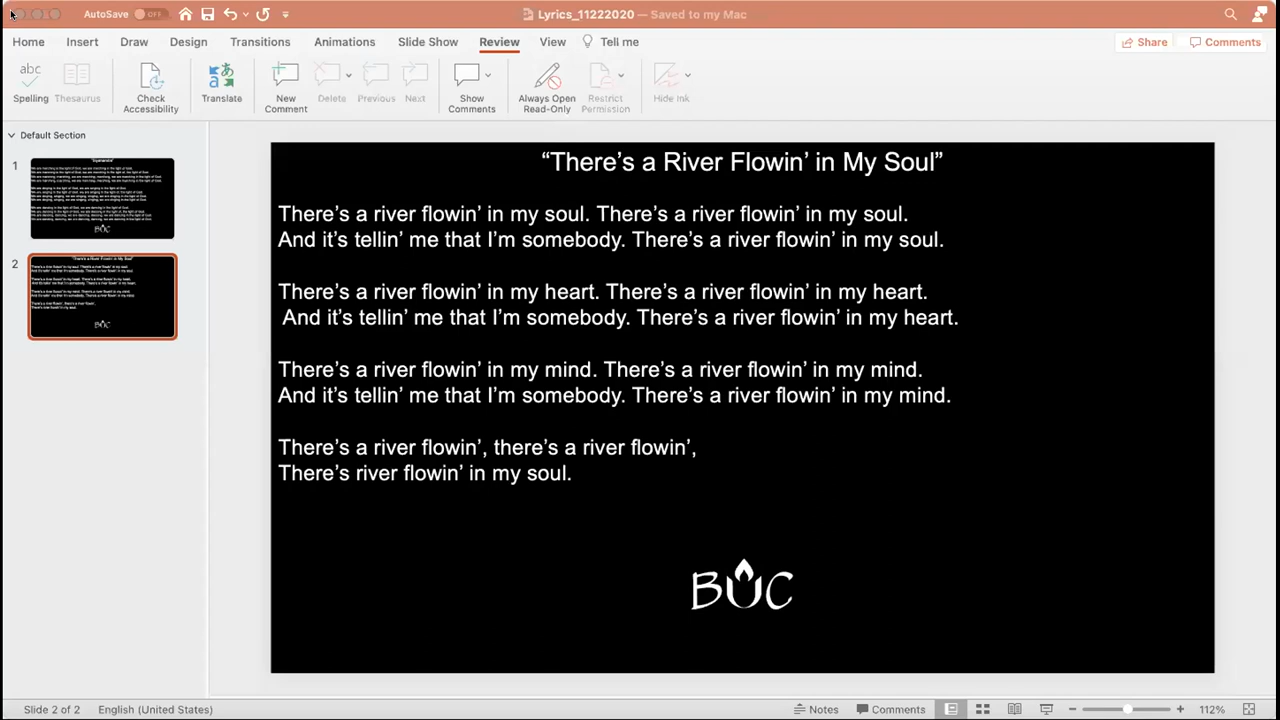 AutoSave OFF
Lyrics_11222020 — Saved to my Mac
Home Insert Draw Design Transitions Animations Slide Show Review View Tell me Share Comments
abc
Spelling Thesaurus Check Accessibility Translate New Comment Delete Previous Next Show Comments Always Open Read-Only Restrict Permission Hide Ink
Default Section
1
2
“There’s a River Flowin’ in My Soul”
There’s a river flowin’ in my soul. There’s a river flowin’ in my soul.
And it’s tellin’ me that I’m somebody. There’s a river flowin’ in my soul.
There’s a river flowin’ in my heart. There’s a river flowin’ in my heart.
And it’s tellin’ me that I’m somebody. There’s a river flowin’ in my heart.
There’s a river flowin’ in my mind. There’s a river flowin’ in my mind.
And it’s tellin’ me that I’m somebody. There’s a river flowin’ in my mind.
There’s a river flowin’, there’s a river flowin’,
There’s river flowin’ in my soul.
BUC
Slide 2 of 2 English (United States) Notes Comments 112%